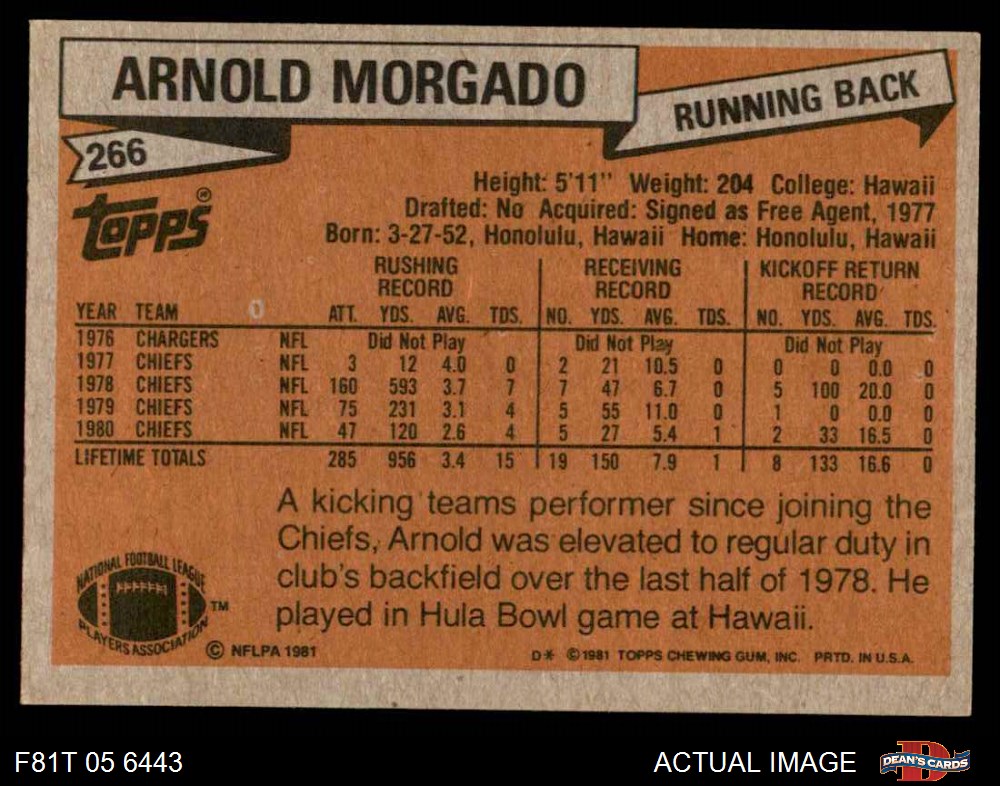 ARNOLD MORGADO
RUNNING BACK
266
Topps®
Height: 5'11" Weight: 204 College: Hawaii
Drafted: No Acquired: Signed as Free Agent, 1977
Born: 3-27-52, Honolulu, Hawaii Home: Honolulu, Hawaii
RUSHING RECEIVING KICKOFF RETURN
RECORD RECORD RECORD
YEAR TEAM ATT. YDS. AVG. TDS. NO. YDS. AVG. TDS. NO. YDS. AVG. TDS.
1976 CHARGERS NFL Did Not Play Did Not Play Did Not Play
1977 CHIEFS NFL 3 12 4.0 0 2 21 10.5 0 0 0 0.0 0
1978 CHIEFS NFL 160 593 3.7 7 7 47 6.7 0 5 100 20.0 0
1979 CHIEFS NFL 75 231 3.1 4 5 55 11.0 0 1 0 0.0 0
1980 CHIEFS NFL 47 120 2.6 4 5 27 5.4 1 2 33 16.5 0
LIFETIME TOTALS 285 956 3.4 15 19 150 7.9 1 8 133 16.6 0
A kicking teams performer since joining the
Chiefs, Arnold was elevated to regular duty in
club's backfield over the last half of 1978. He
played in Hula Bowl game at Hawaii.
NATIONAL FOOTBALL LEAGUE
PLAYERS ASSOCIATION
TM
© NFLPA 1981
D* © 1981 TOPPS CHEWING GUM, INC. PRTD. IN U.S.A.
F81T 05 6443
ACTUAL IMAGE
D
DEAN'S CARDS